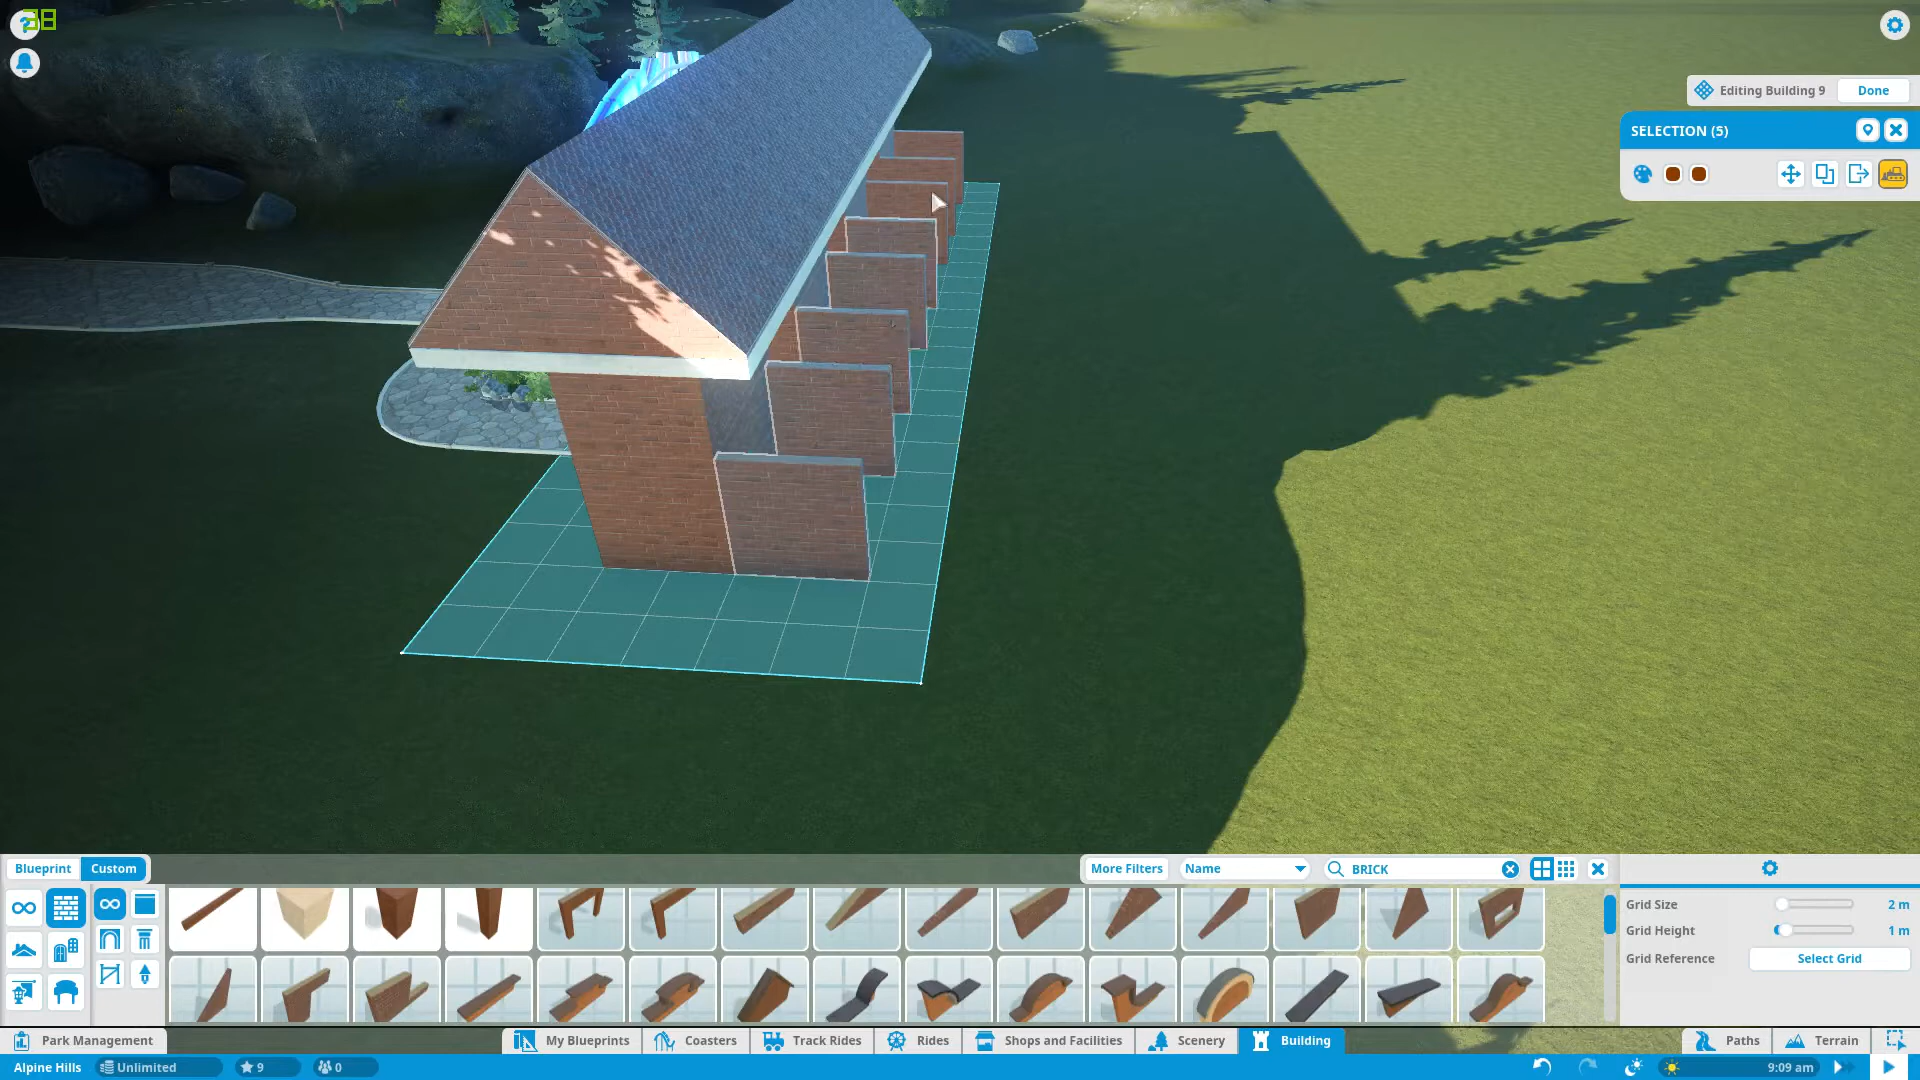 38
Editing Building 9
Done
SELECTION (5)
Blueprint
Custom
More Filters
Name
BRICK
Grid Size
2 m
Grid Height
1 m
Grid Reference
Select Grid
Park Management
My Blueprints
Coasters
Track Rides
Rides
Shops and Facilities
Scenery
Building
Paths
Terrain
Alpine Hills
Unlimited
9
0
9:09 am